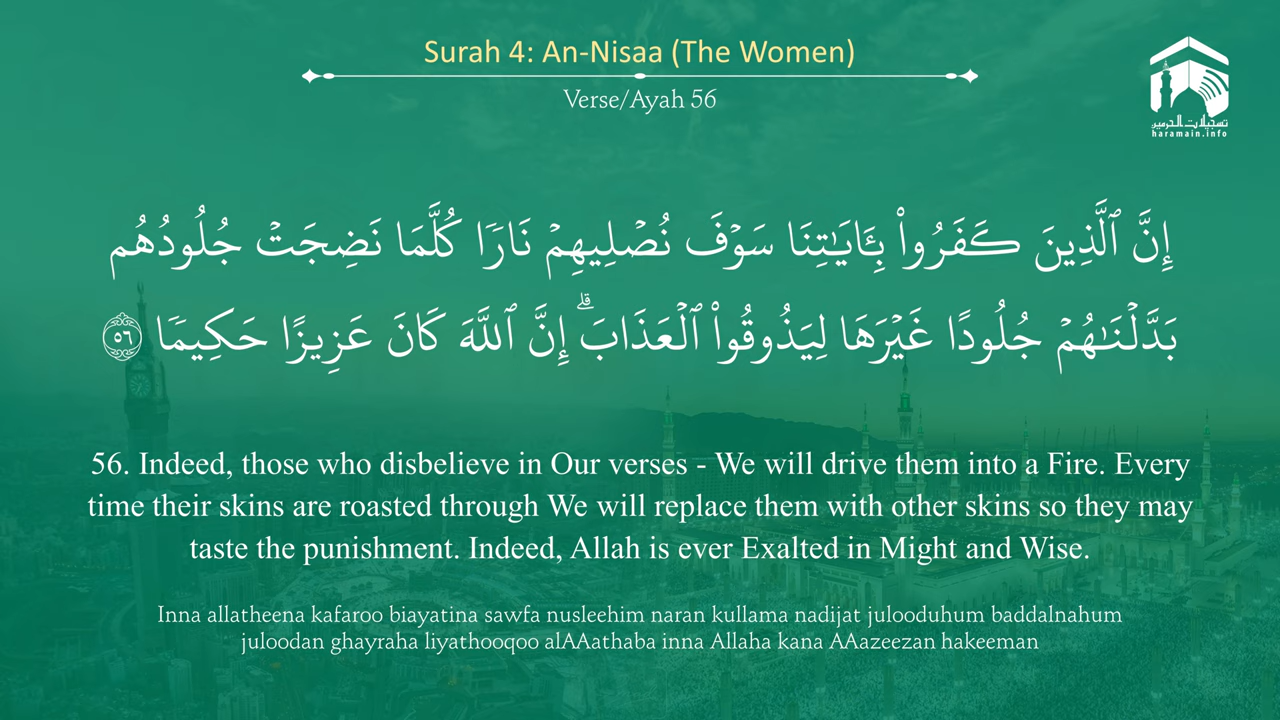 Surah 4: An-Nisaa (The Women)
Verse/Ayah 56
تسجيلات الحرمين
haramain.info
إِنَّ ٱلَّذِينَ كَفَرُوا۟ بِـَٔايَـٰتِنَا سَوْفَ نُصْلِيهِمْ نَارًۭا كُلَّمَا نَضِجَتْ جُلُودُهُم
بَدَّلْنَـٰهُمْ جُلُودًا غَيْرَهَا لِيَذُوقُوا۟ ٱلْعَذَابَ ۗ إِنَّ ٱللَّهَ كَانَ عَزِيزًا حَكِيمًۭا ٥٦
56. Indeed, those who disbelieve in Our verses - We will drive them into a Fire. Every
time their skins are roasted through We will replace them with other skins so they may
taste the punishment. Indeed, Allah is ever Exalted in Might and Wise.
Inna allatheena kafaroo biayatina sawfa nusleehim naran kullama nadijat julooduhum baddalnahum
juloodan ghayraha liyathooqoo alAAathaba inna Allaha kana AAazeezan hakeeman